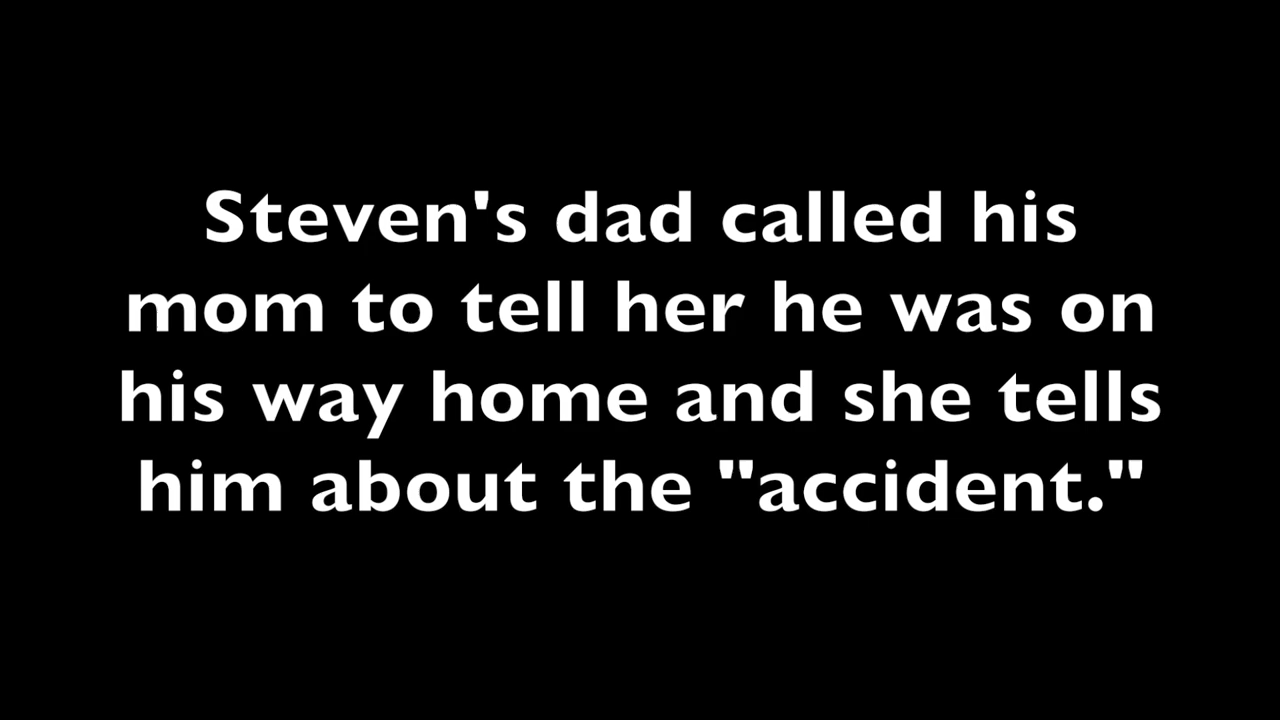 Steven's dad called his
mom to tell her he was on
his way home and she tells
him about the "accident."